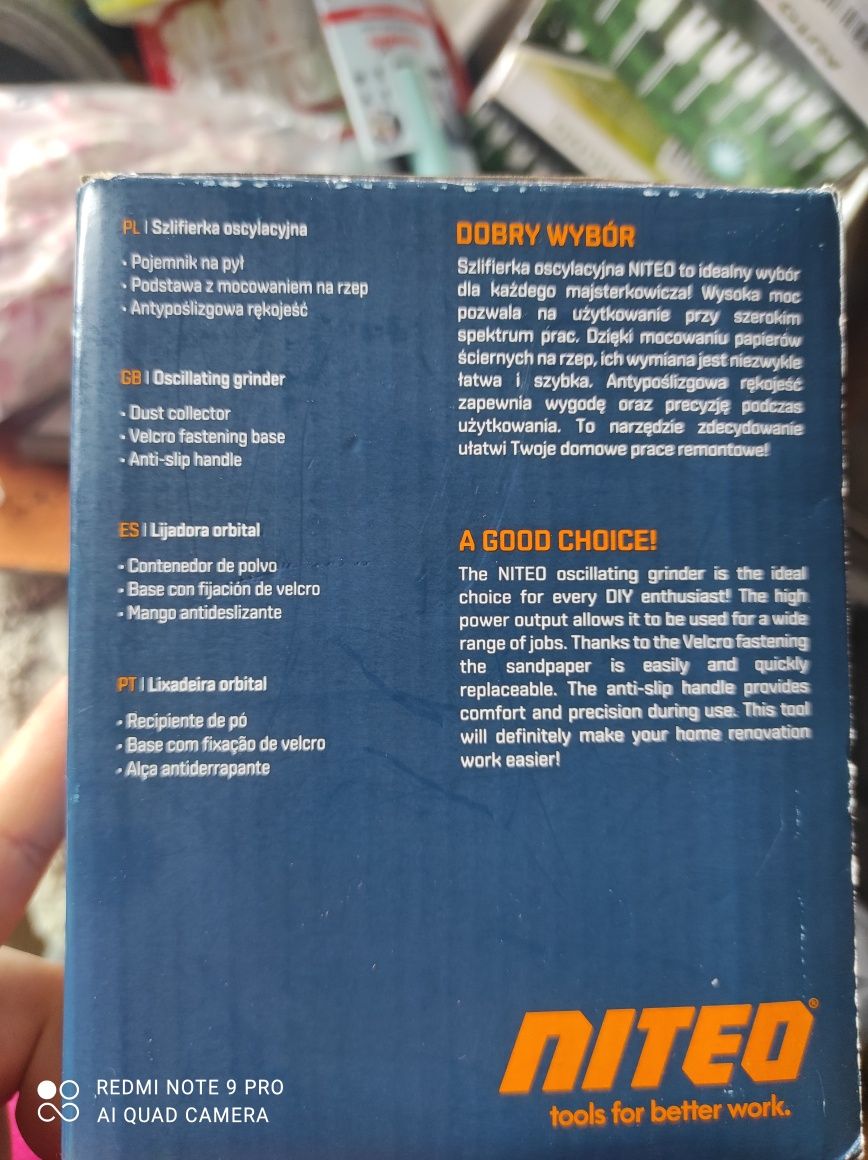 PL | Szlifierka oscylacyjna
• Pojemnik na pył
• Podstawa z mocowaniem na rzep
• Antypoślizgowa rękojeść
GB | Oscillating grinder
• Dust collector
• Velcro fastening base
• Anti-slip handle
ES | Lijadora orbital
• Contenedor de polvo
• Base con fijación de velcro
• Mango antideslizante
PT | Lixadeira orbital
• Recipiente de pó
• Base com fixação de velcro
• Alça antiderrapante
DOBRY WYBÓR
Szlifierka oscylacyjna NITEO to idealny wybór
dla każdego majsterkowicza! Wysoka moc
pozwala na użytkowanie przy szerokim
spektrum prac. Dzięki mocowaniu papierów
ściernych na rzep, ich wymiana jest niezwykle
łatwa i szybka. Antypoślizgowa rękojeść
zapewnia wygodę oraz precyzję podczas
użytkowania. To narzędzie zdecydowanie
ułatwi Twoje domowe prace remontowe!
A GOOD CHOICE!
The NITEO oscillating grinder is the ideal
choice for every DIY enthusiast! The high
power output allows it to be used for a wide
range of jobs. Thanks to the Velcro fastening
the sandpaper is easily and quickly
replaceable. The anti-slip handle provides
comfort and precision during use. This tool
will definitely make your home renovation
work easier!
NITEO®
tools for better work.
REDMI NOTE 9 PRO
AI QUAD CAMERA